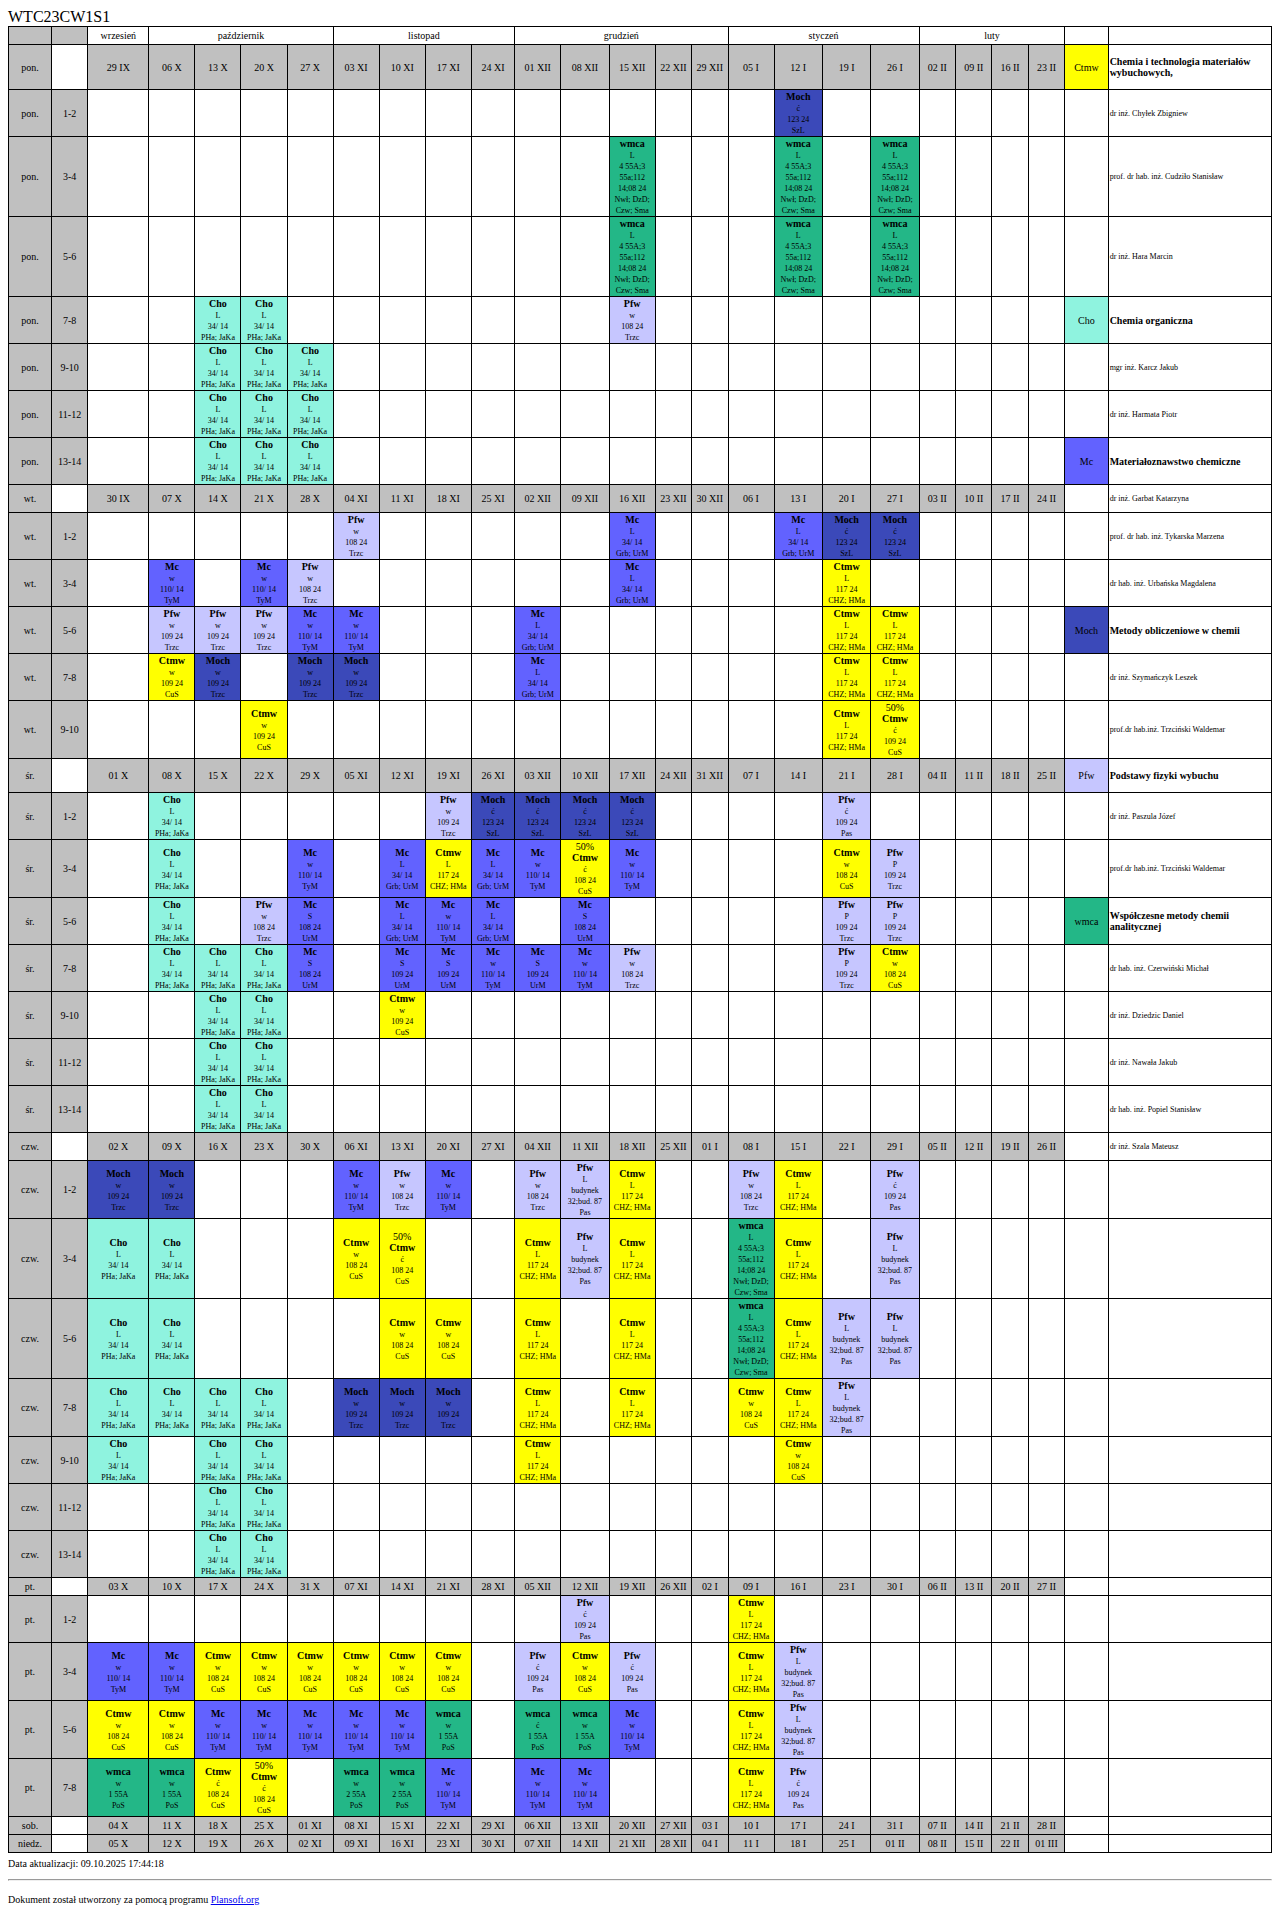 WTC23CW1S1
wrzesień październik listopad grudzień styczeń luty
pon. 29 IX 06 X 13 X 20 X 27 X 03 XI 10 XI 17 XI 24 XI 01 XII 08 XII 15 XII 22 XII 29 XII 05 I 12 I 19 I 26 I 02 II 09 II 16 II 23 II Ctmw Chemia i technologia materiałów wybuchowych,
pon. 1-2 Moch ć 123 24 SzL dr inż. Chyłek Zbigniew
pon. 3-4 wmca L 4 55A;3 55a;112 14;08 24 Nwł; DzD; Czw; Sma wmca L 4 55A;3 55a;112 14;08 24 Nwł; DzD; Czw; Sma wmca L 4 55A;3 55a;112 14;08 24 Nwł; DzD; Czw; Sma prof. dr hab. inż. Cudziło Stanisław
pon. 5-6 wmca L 4 55A;3 55a;112 14;08 24 Nwł; DzD; Czw; Sma wmca L 4 55A;3 55a;112 14;08 24 Nwł; DzD; Czw; Sma wmca L 4 55A;3 55a;112 14;08 24 Nwł; DzD; Czw; Sma dr inż. Hara Marcin
pon. 7-8 Cho L 34/ 14 PHa; JaKa Cho L 34/ 14 PHa; JaKa Pfw w 108 24 Trzc Cho Chemia organiczna
pon. 9-10 Cho L 34/ 14 PHa; JaKa Cho L 34/ 14 PHa; JaKa Cho L 34/ 14 PHa; JaKa mgr inż. Karcz Jakub
pon. 11-12 Cho L 34/ 14 PHa; JaKa Cho L 34/ 14 PHa; JaKa Cho L 34/ 14 PHa; JaKa dr inż. Harmata Piotr
pon. 13-14 Cho L 34/ 14 PHa; JaKa Cho L 34/ 14 PHa; JaKa Cho L 34/ 14 PHa; JaKa Mc Materiałoznawstwo chemiczne
wt. 30 IX 07 X 14 X 21 X 28 X 04 XI 11 XI 18 XI 25 XI 02 XII 09 XII 16 XII 23 XII 30 XII 06 I 13 I 20 I 27 I 03 II 10 II 17 II 24 II dr inż. Garbat Katarzyna
wt. 1-2 Pfw w 108 24 Trzc Mc L 34/ 14 Grb; UrM Mc L 34/ 14 Grb; UrM Moch ć 123 24 SzL Moch ć 123 24 SzL prof. dr hab. inż. Tykarska Marzena
wt. 3-4 Mc w 110/ 14 TyM Mc w 110/ 14 TyM Pfw w 108 24 Trzc Mc L 34/ 14 Grb; UrM Ctmw L 117 24 CHZ; HMa dr hab. inż. Urbańska Magdalena
wt. 5-6 Pfw w 109 24 Trzc Pfw w 109 24 Trzc Pfw w 109 24 Trzc Mc w 110/ 14 TyM Mc w 110/ 14 TyM Mc L 34/ 14 Grb; UrM Ctmw L 117 24 CHZ; HMa Ctmw L 117 24 CHZ; HMa Moch Metody obliczeniowe w chemii
wt. 7-8 Ctmw w 109 24 CuS Moch w 109 24 Trzc Moch w 109 24 Trzc Moch w 109 24 Trzc Mc L 34/ 14 Grb; UrM Ctmw L 117 24 CHZ; HMa Ctmw L 117 24 CHZ; HMa dr inż. Szymańczyk Leszek
wt. 9-10 Ctmw w 109 24 CuS Ctmw L 117 24 CHZ; HMa 50% Ctmw ć 109 24 CuS prof.dr hab.inż. Trzciński Waldemar
śr. 01 X 08 X 15 X 22 X 29 X 05 XI 12 XI 19 XI 26 XI 03 XII 10 XII 17 XII 24 XII 31 XII 07 I 14 I 21 I 28 I 04 II 11 II 18 II 25 II Pfw Podstawy fizyki wybuchu
śr. 1-2 Cho L 34/ 14 PHa; JaKa Pfw w 109 24 Trzc Moch ć 123 24 SzL Moch ć 123 24 SzL Moch ć 123 24 SzL Moch ć 123 24 SzL Pfw ć 109 24 Pas dr inż. Paszula Józef
śr. 3-4 Cho L 34/ 14 PHa; JaKa Mc w 110/ 14 TyM Mc L 34/ 14 Grb; UrM Ctmw L 117 24 CHZ; HMa Mc L 34/ 14 Grb; UrM Mc w 110/ 14 TyM 50% Ctmw ć 108 24 CuS Mc w 110/ 14 TyM Ctmw w 108 24 CuS Pfw P 109 24 Trzc prof.dr hab.inż. Trzciński Waldemar
śr. 5-6 Cho L 34/ 14 PHa; JaKa Pfw w 108 24 Trzc Mc S 108 24 UrM Mc L 34/ 14 Grb; UrM Mc w 110/ 14 TyM Mc L 34/ 14 Grb; UrM Mc S 108 24 UrM Pfw P 109 24 Trzc Pfw P 109 24 Trzc wmca Współczesne metody chemii analitycznej
śr. 7-8 Cho L 34/ 14 PHa; JaKa Cho L 34/ 14 PHa; JaKa Cho L 34/ 14 PHa; JaKa Mc S 108 24 UrM Mc S 109 24 UrM Mc S 109 24 UrM Mc w 110/ 14 TyM Mc S 109 24 UrM Mc w 110/ 14 TyM Pfw w 108 24 Trzc Pfw P 109 24 Trzc Ctmw w 108 24 CuS dr hab. inż. Czerwiński Michał
śr. 9-10 Cho L 34/ 14 PHa; JaKa Cho L 34/ 14 PHa; JaKa Ctmw w 109 24 CuS dr inż. Dziedzic Daniel
śr. 11-12 Cho L 34/ 14 PHa; JaKa Cho L 34/ 14 PHa; JaKa dr inż. Nawała Jakub
śr. 13-14 Cho L 34/ 14 PHa; JaKa Cho L 34/ 14 PHa; JaKa dr hab. inż. Popiel Stanisław
czw. 02 X 09 X 16 X 23 X 30 X 06 XI 13 XI 20 XI 27 XI 04 XII 11 XII 18 XII 25 XII 01 I 08 I 15 I 22 I 29 I 05 II 12 II 19 II 26 II dr inż. Szala Mateusz
czw. 1-2 Moch w 109 24 Trzc Moch w 109 24 Trzc Mc w 110/ 14 TyM Pfw w 108 24 Trzc Mc w 110/ 14 TyM Pfw w 108 24 Trzc Pfw L budynek 32;bud. 87 Pas Ctmw L 117 24 CHZ; HMa Pfw w 108 24 Trzc Ctmw L 117 24 CHZ; HMa Pfw ć 109 24 Pas
czw. 3-4 Cho L 34/ 14 PHa; JaKa Cho L 34/ 14 PHa; JaKa Ctmw w 108 24 CuS 50% Ctmw ć 108 24 CuS Ctmw L 117 24 CHZ; HMa Pfw L budynek 32;bud. 87 Pas Ctmw L 117 24 CHZ; HMa wmca L 4 55A;3 55a;112 14;08 24 Nwł; DzD; Czw; Sma Ctmw L 117 24 CHZ; HMa Pfw L budynek 32;bud. 87 Pas
czw. 5-6 Cho L 34/ 14 PHa; JaKa Cho L 34/ 14 PHa; JaKa Ctmw w 108 24 CuS Ctmw w 108 24 CuS Ctmw L 117 24 CHZ; HMa Ctmw L 117 24 CHZ; HMa wmca L 4 55A;3 55a;112 14;08 24 Nwł; DzD; Czw; Sma Ctmw L 117 24 CHZ; HMa Pfw L budynek 32;bud. 87 Pas Pfw L budynek 32;bud. 87 Pas
czw. 7-8 Cho L 34/ 14 PHa; JaKa Cho L 34/ 14 PHa; JaKa Cho L 34/ 14 PHa; JaKa Cho L 34/ 14 PHa; JaKa Moch w 109 24 Trzc Moch w 109 24 Trzc Moch w 109 24 Trzc Ctmw L 117 24 CHZ; HMa Ctmw L 117 24 CHZ; HMa Ctmw w 108 24 CuS Ctmw L 117 24 CHZ; HMa Pfw L budynek 32;bud. 87 Pas
czw. 9-10 Cho L 34/ 14 PHa; JaKa Cho L 34/ 14 PHa; JaKa Cho L 34/ 14 PHa; JaKa Ctmw L 117 24 CHZ; HMa Ctmw w 108 24 CuS
czw. 11-12 Cho L 34/ 14 PHa; JaKa Cho L 34/ 14 PHa; JaKa
czw. 13-14 Cho L 34/ 14 PHa; JaKa Cho L 34/ 14 PHa; JaKa
pt. 03 X 10 X 17 X 24 X 31 X 07 XI 14 XI 21 XI 28 XI 05 XII 12 XII 19 XII 26 XII 02 I 09 I 16 I 23 I 30 I 06 II 13 II 20 II 27 II
pt. 1-2 Pfw ć 109 24 Pas Ctmw L 117 24 CHZ; HMa
pt. 3-4 Mc w 110/ 14 TyM Mc w 110/ 14 TyM Ctmw w 108 24 CuS Ctmw w 108 24 CuS Ctmw w 108 24 CuS Ctmw w 108 24 CuS Ctmw w 108 24 CuS Ctmw w 108 24 CuS Pfw ć 109 24 Pas Ctmw w 108 24 CuS Pfw ć 109 24 Pas Ctmw L 117 24 CHZ; HMa Pfw L budynek 32;bud. 87 Pas
pt. 5-6 Ctmw w 108 24 CuS Ctmw w 108 24 CuS Mc w 110/ 14 TyM Mc w 110/ 14 TyM Mc w 110/ 14 TyM Mc w 110/ 14 TyM Mc w 110/ 14 TyM wmca w 1 55A PoS wmca ć 1 55A PoS wmca w 1 55A PoS Mc w 110/ 14 TyM Ctmw L 117 24 CHZ; HMa Pfw L budynek 32;bud. 87 Pas
pt. 7-8 wmca w 1 55A PoS wmca w 1 55A PoS Ctmw ć 108 24 CuS 50% Ctmw ć 108 24 CuS wmca w 2 55A PoS wmca w 2 55A PoS Mc w 110/ 14 TyM Mc w 110/ 14 TyM Mc w 110/ 14 TyM Ctmw L 117 24 CHZ; HMa Pfw ć 109 24 Pas
sob. 04 X 11 X 18 X 25 X 01 XI 08 XI 15 XI 22 XI 29 XI 06 XII 13 XII 20 XII 27 XII 03 I 10 I 17 I 24 I 31 I 07 II 14 II 21 II 28 II
niedz. 05 X 12 X 19 X 26 X 02 XI 09 XI 16 XI 23 XI 30 XI 07 XII 14 XII 21 XII 28 XII 04 I 11 I 18 I 25 I 01 II 08 II 15 II 22 II 01 III
Data aktualizacji: 09.10.2025 17:44:18
Dokument został utworzony za pomocą programu Plansoft.org